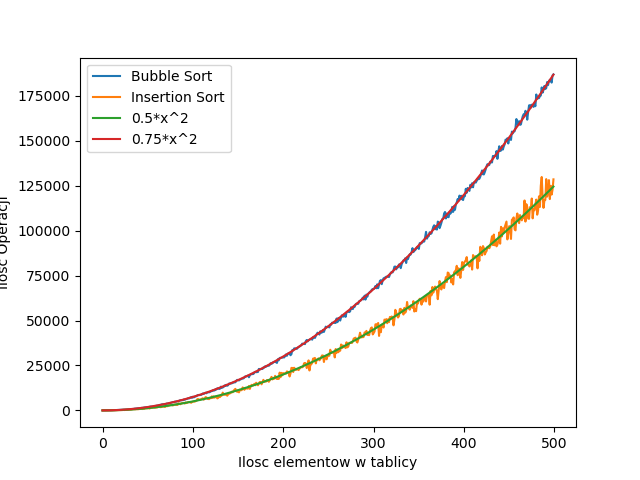 Bubble Sort
Insertion Sort
0.5*x^2
0.75*x^2
175000
150000
125000
100000
75000
50000
25000
0
Ilosc Operacji
0 100 200 300 400 500
Ilosc elementow w tablicy